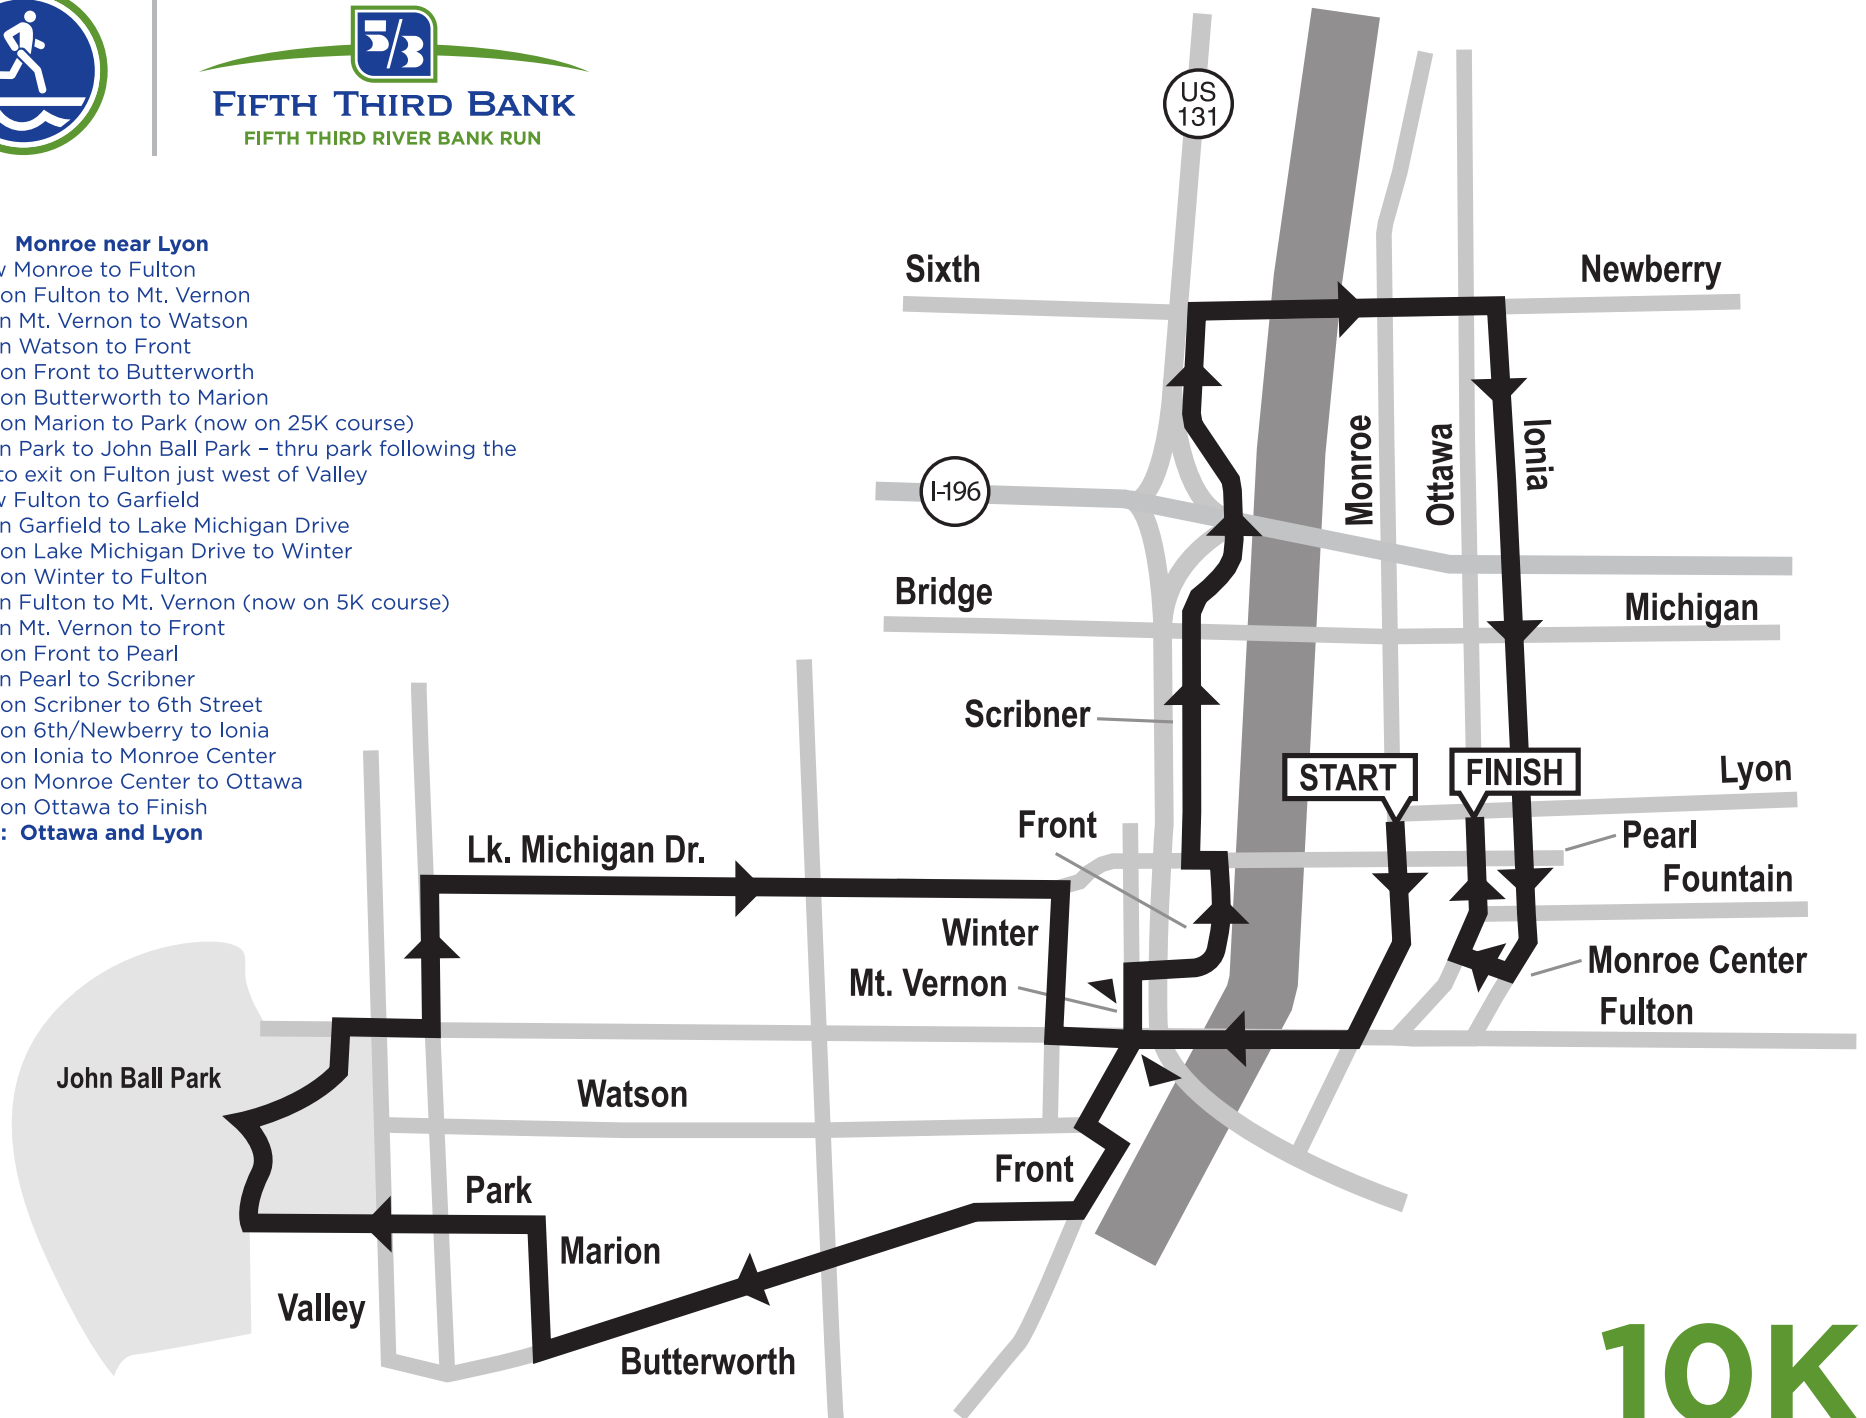 5/3
FIFTH THIRD BANK
FIFTH THIRD RIVER BANK RUN
Monroe near Lyon
Monroe to Fulton
on Fulton to Mt. Vernon
Mt. Vernon to Watson
Watson to Front
on Front to Butterworth
on Butterworth to Marion
on Marion to Park (now on 25K course)
Park to John Ball Park – thru park following the
to exit on Fulton just west of Valley
Fulton to Garfield
Garfield to Lake Michigan Drive
on Lake Michigan Drive to Winter
on Winter to Fulton
Fulton to Mt. Vernon (now on 5K course)
Mt. Vernon to Front
on Front to Pearl
Pearl to Scribner
on Scribner to 6th Street
on 6th/Newberry to Ionia
on Ionia to Monroe Center
on Monroe Center to Ottawa
on Ottawa to Finish
: Ottawa and Lyon
US
131
Sixth
Newberry
Monroe
Ottawa
Ionia
I-196
Bridge
Michigan
Scribner
START
FINISH
Lyon
Front
Pearl
Lk. Michigan Dr.
Fountain
Winter
Monroe Center
Mt. Vernon
Fulton
John Ball Park
Watson
Front
Park
Marion
Valley
Butterworth
10K